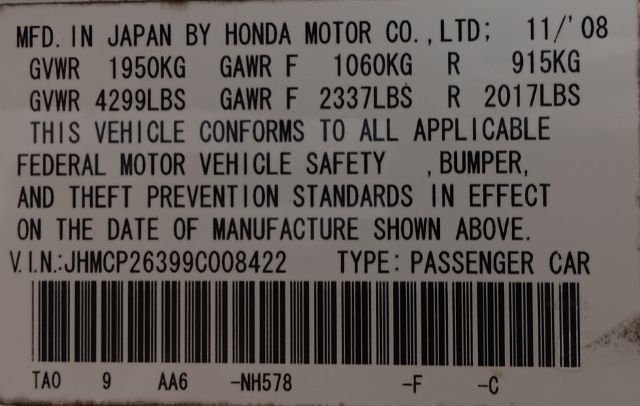 MFD. IN JAPAN BY HONDA MOTOR CO.,LTD; 11/'08
GVWR 1950KG GAWR F 1060KG R 915KG
GVWR 4299LBS GAWR F 2337LBS R 2017LBS
THIS VEHICLE CONFORMS TO ALL APPLICABLE
FEDERAL MOTOR VEHICLE SAFETY ,BUMPER,
AND THEFT PREVENTION STANDARDS IN EFFECT
ON THE DATE OF MANUFACTURE SHOWN ABOVE.
V.I.N.:JHMCP26399C008422 TYPE: PASSENGER CAR
TA0 9 AA6 -NH578 -F -C